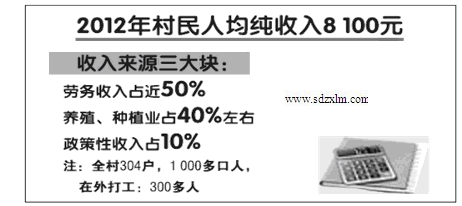 2012年村民人均纯收入8 100元
收入来源三大块：
劳务收入占近50%
养殖、种植业占40%左右
www.sdzxlm.com
政策性收入占10%
注：全村304户，1 000多口人，
在外打工：300多人